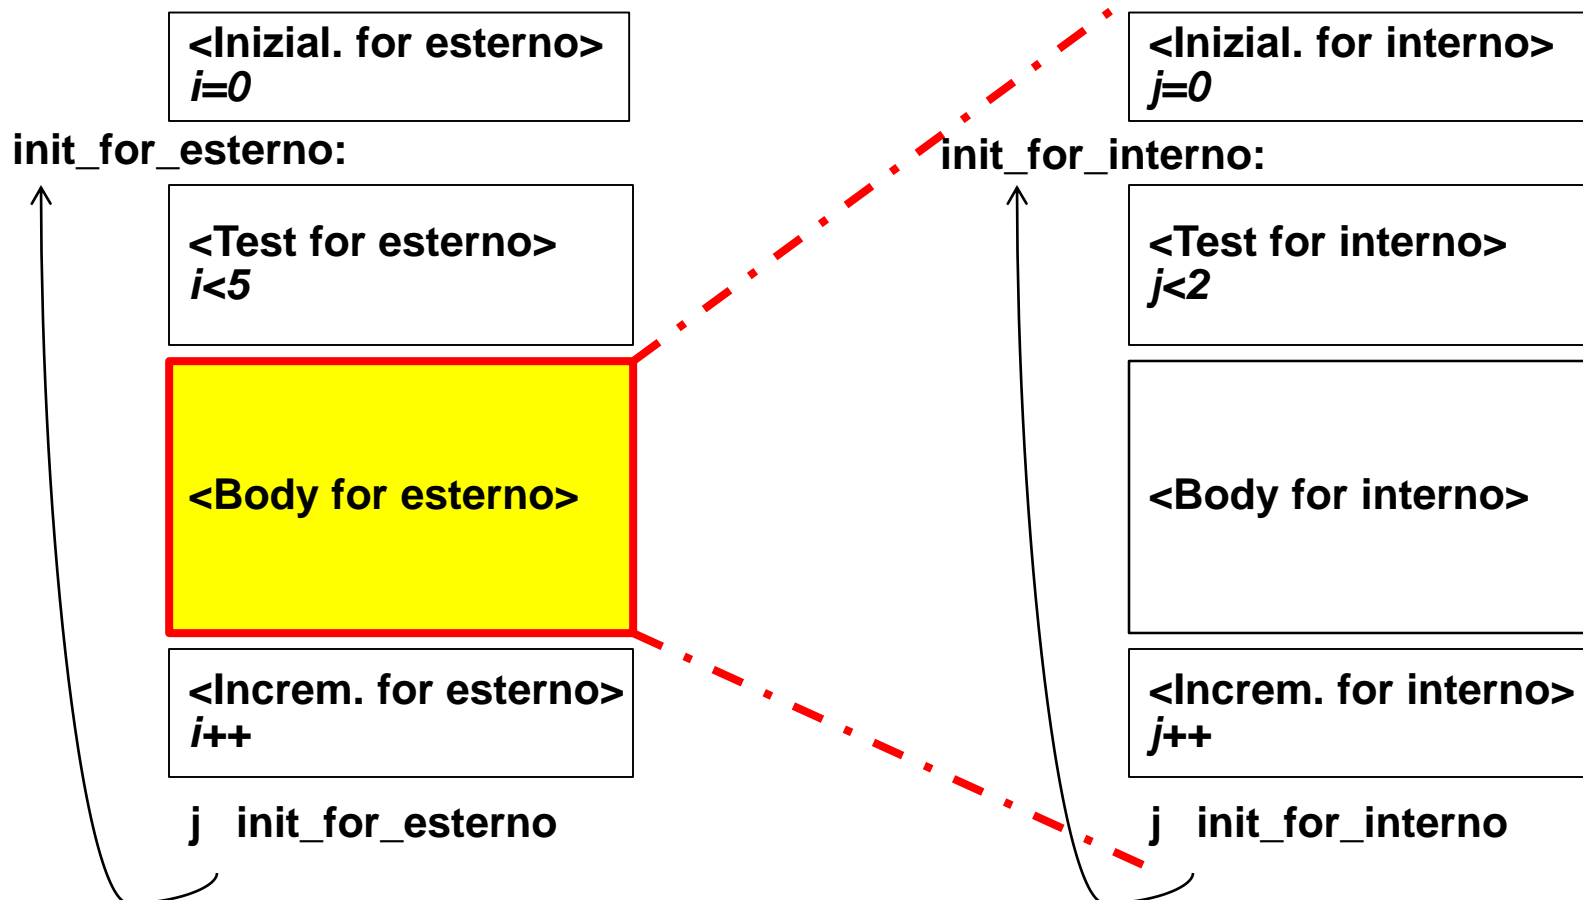 <Inizial. for esterno>
i=0
init_for_esterno:
<Test for esterno>
i<5
<Body for esterno>
<Increm. for esterno>
i++
j init_for_esterno
<Inizial. for interno>
j=0
init_for_interno:
<Test for interno>
j<2
<Body for interno>
<Increm. for interno>
j++
j init_for_interno